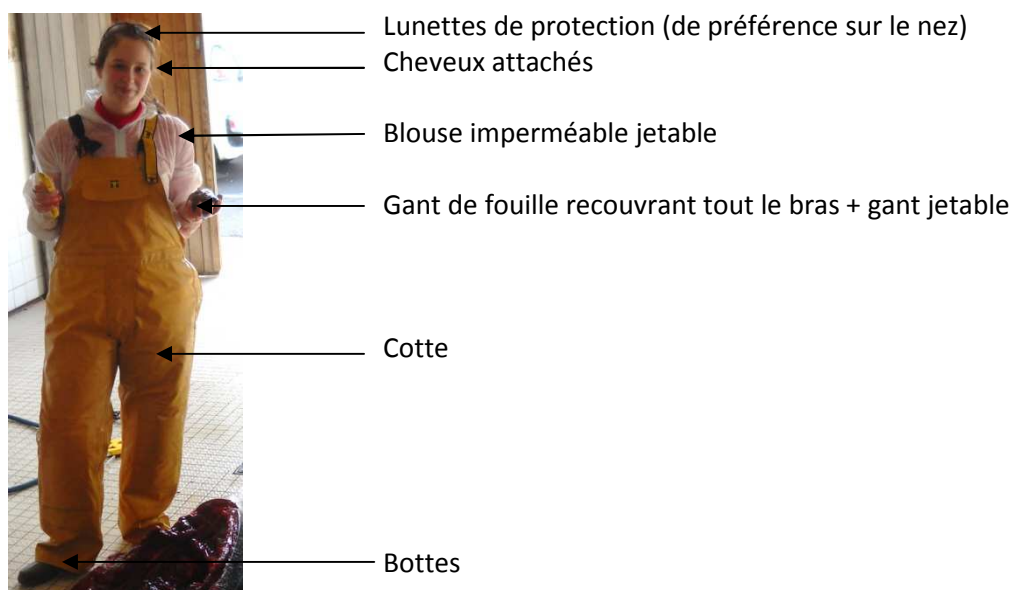 Lunettes de protection (de préférence sur le nez)
Cheveux attachés
Blouse imperméable jetable
Gant de fouille recouvrant tout le bras + gant jetable
Cotte
Bottes